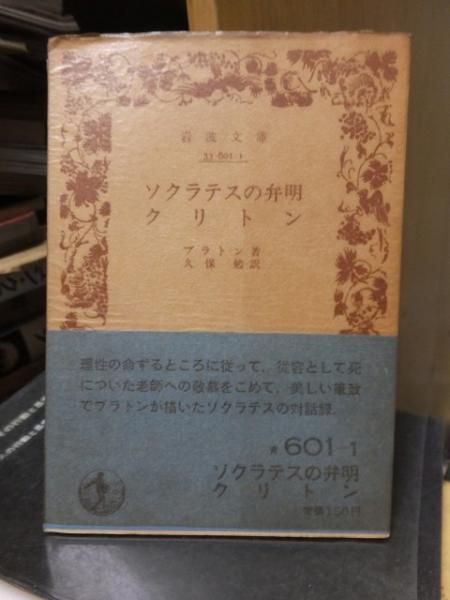 岩波文庫
33-601-1
ソクラテスの弁明
クリトン
プラトン著
久保勉訳
理性の命ずるところに従って，従容として死
についた老師への敬慕をこめて，美しい筆致
でプラトンが描いたソクラテスの対話録．
青601-1
ソクラテスの弁明
クリトン
定価150円